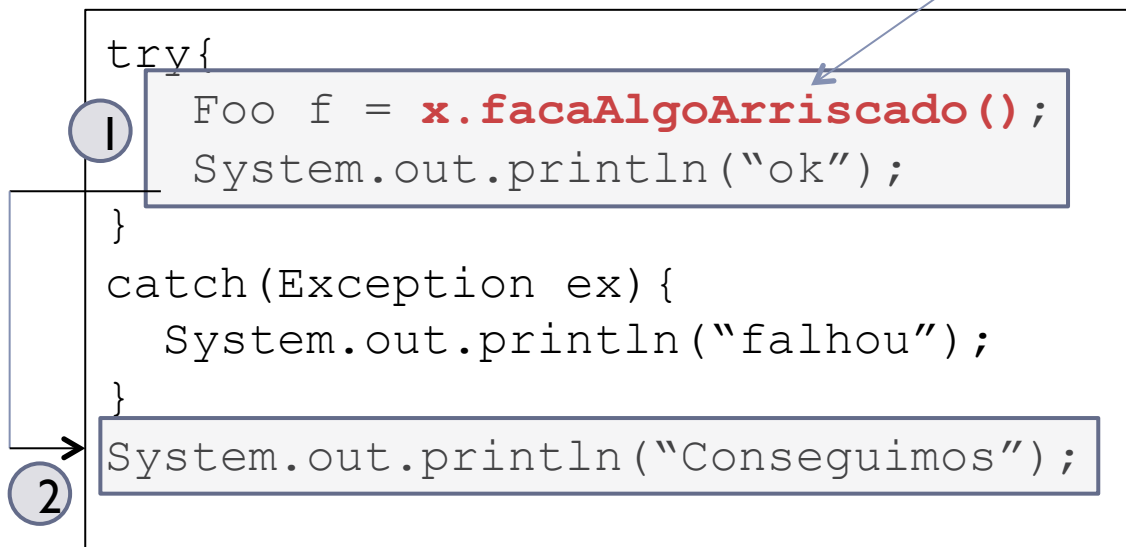 try{
Foo f = x.facaAlgoArriscado();
1
System.out.println(“ok”);
}
catch(Exception ex){
System.out.println(“falhou”);
}
System.out.println(“Conseguimos”);
2